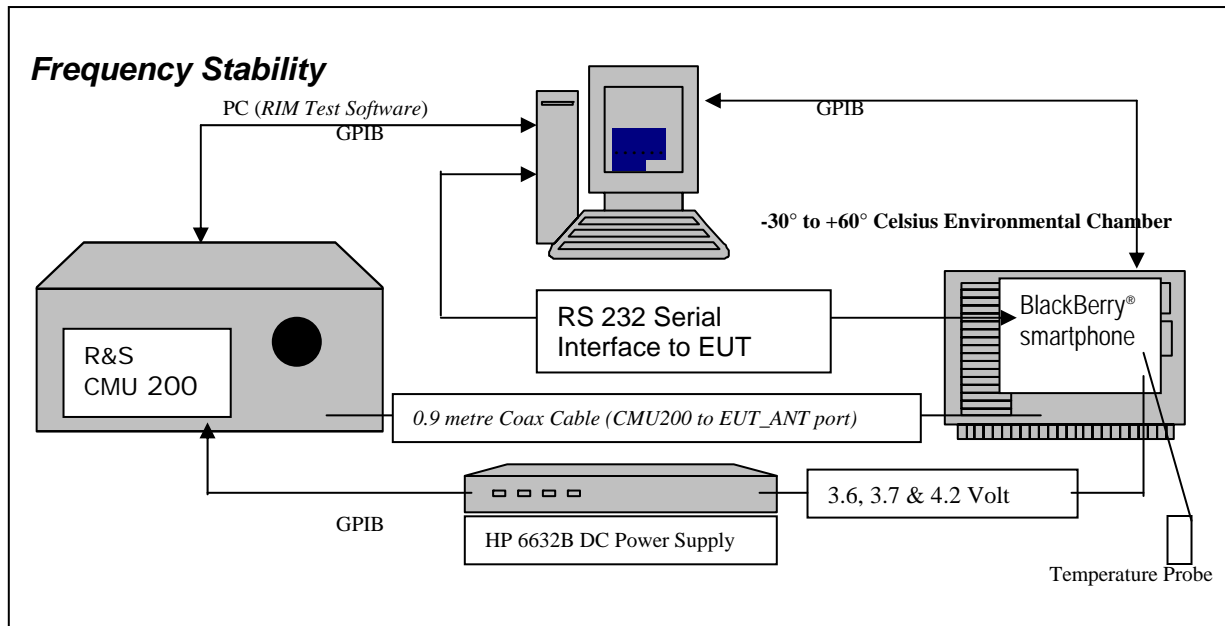 Frequency Stability
PC (RIM Test Software)
GPIB
GPIB
-30° to +60° Celsius Environmental Chamber
RS 232 Serial
Interface to EUT
BlackBerry®
smartphone
R&S
CMU 200
0.9 metre Coax Cable (CMU200 to EUT_ANT port)
3.6, 3.7 & 4.2 Volt
GPIB
HP 6632B DC Power Supply
Temperature Probe